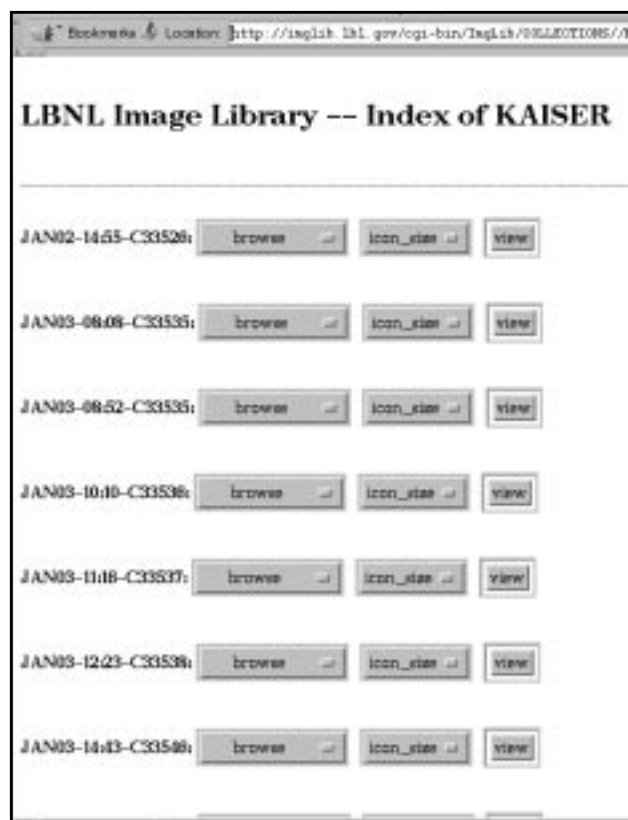 Bookmarks Location: http://imglib.lbl.gov/cgi-bin/ImgLib/COLLECTIONS//
LBNL Image Library -- Index of KAISER
JAN02-14:55-C33526: browse icon_size view
JAN03-08:08-C33535: browse icon_size view
JAN03-08:52-C33535: browse icon_size view
JAN03-10:10-C33536: browse icon_size view
JAN03-11:16-C33537: browse icon_size view
JAN03-12:23-C33538: browse icon_size view
JAN03-14:43-C33546: browse icon_size view